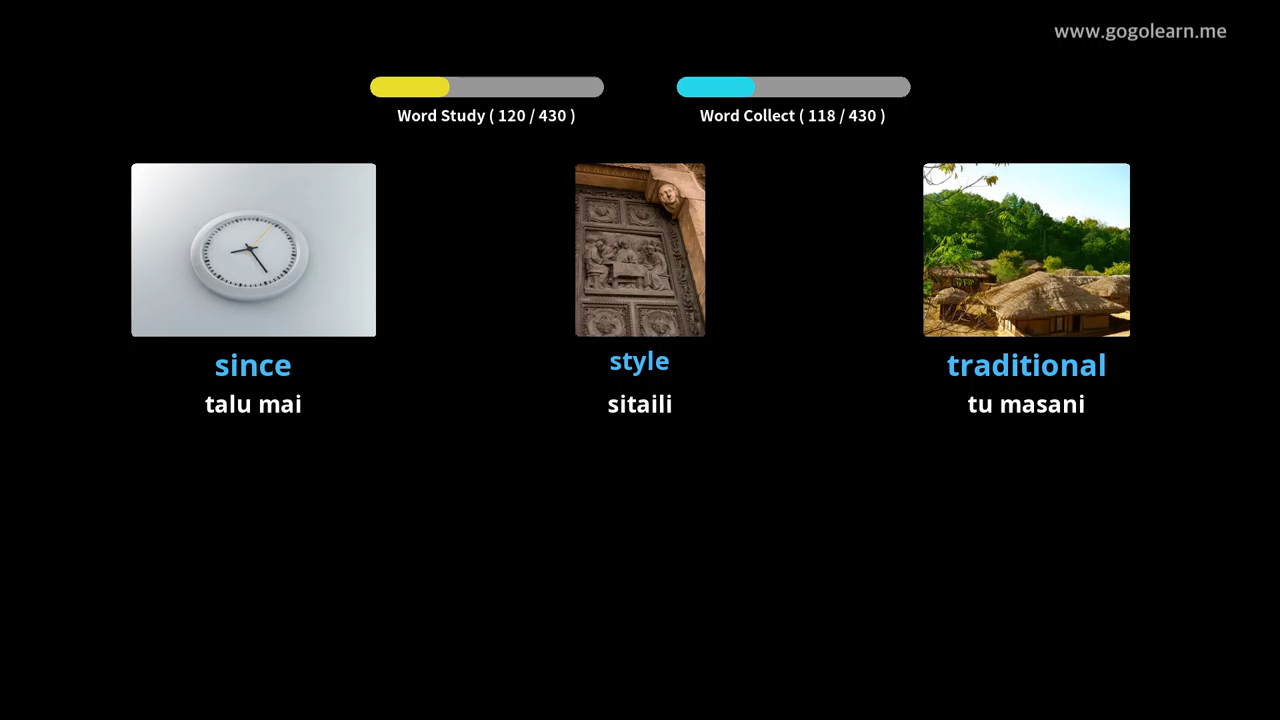 www.gogolearn.me
Word Study ( 120 / 430 )
Word Collect ( 118 / 430 )
since
style
traditional
talu mai
sitaili
tu masani